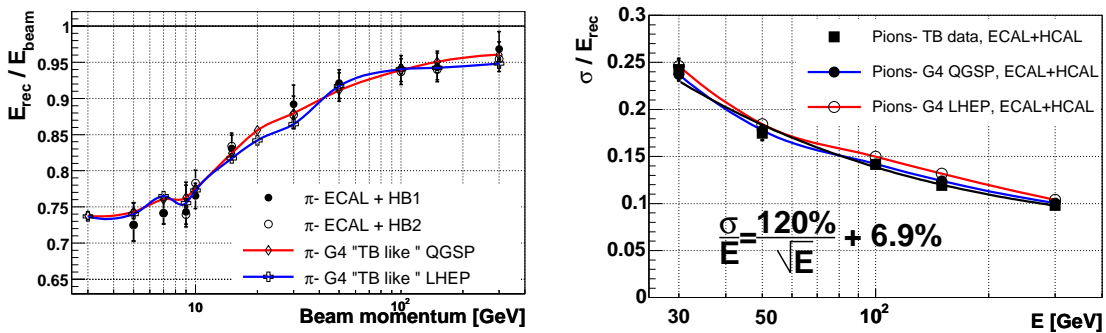 E_rec / E_beam
1
0.95
0.9
0.85
0.8
0.75
0.7
0.65
π- ECAL + HB1
π- ECAL + HB2
π- G4 "TB like " QGSP
π- G4 "TB like " LHEP
10
10²
Beam momentum [GeV]
σ / E_rec
0.3
0.25
0.2
0.15
0.1
0.05
0
Pions- TB data, ECAL+HCAL
Pions- G4 QGSP, ECAL+HCAL
Pions- G4 LHEP, ECAL+HCAL
σ/E = 120%/√E + 6.9%
30 50 10² 200
E [GeV]